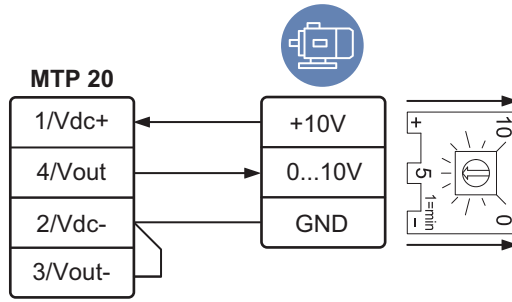 MTP 20
1/Vdc+
4/Vout
2/Vdc-
3/Vout-
+10V
0...10V
GND
+
5
-
1=min
10
0